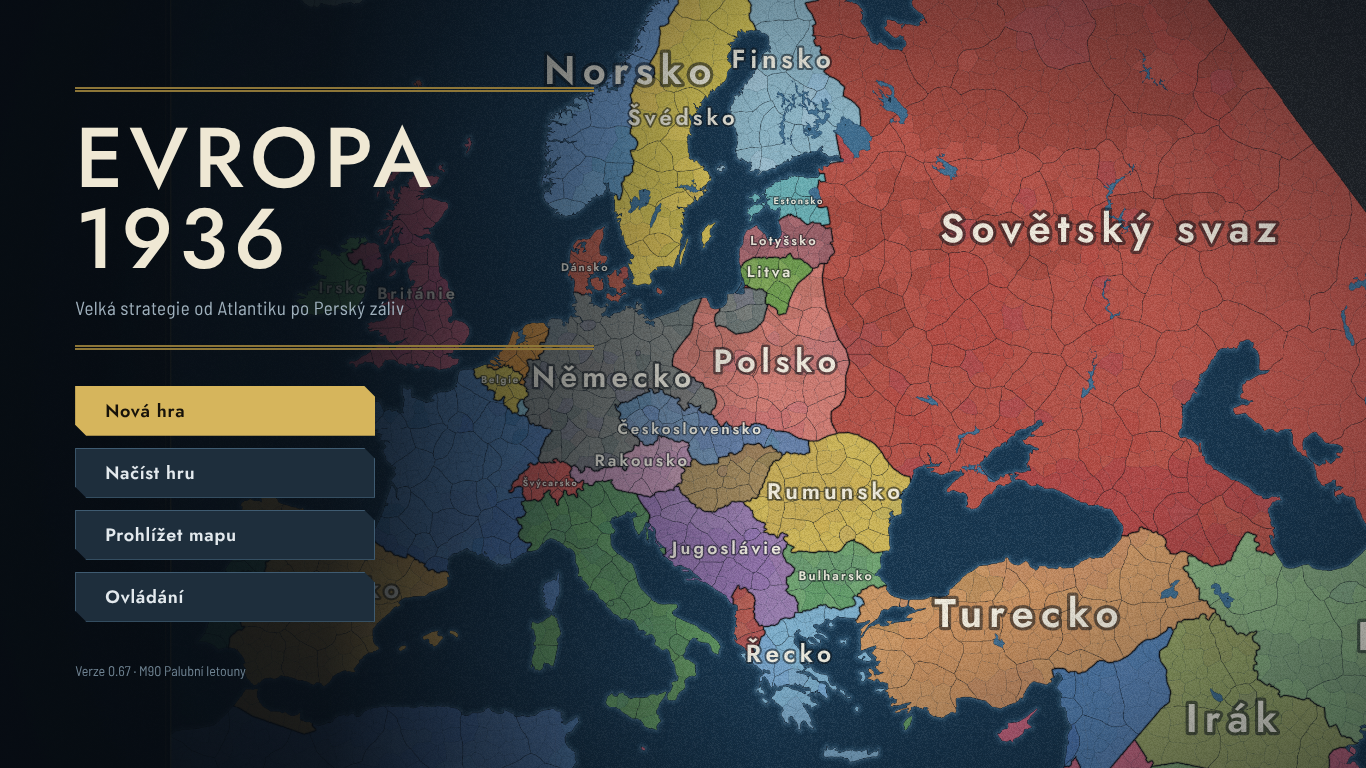 Norsko
Finsko
Švédsko
EVROPA
1936
Estonsko
Sovětský svaz
Lotyšsko
Dánsko
Litva
Irsko
Británie
Velká strategie od Atlantiku po Perský záliv
Polsko
Belgie
Německo
Nová hra
Československo
Rakousko
Načíst hru
Švýcarsko
Rumunsko
Prohlížet mapu
Jugoslávie
Bulharsko
Ovládání
Turecko
Řecko
Verze 0.67 · M90 Palubní letouny
Irák